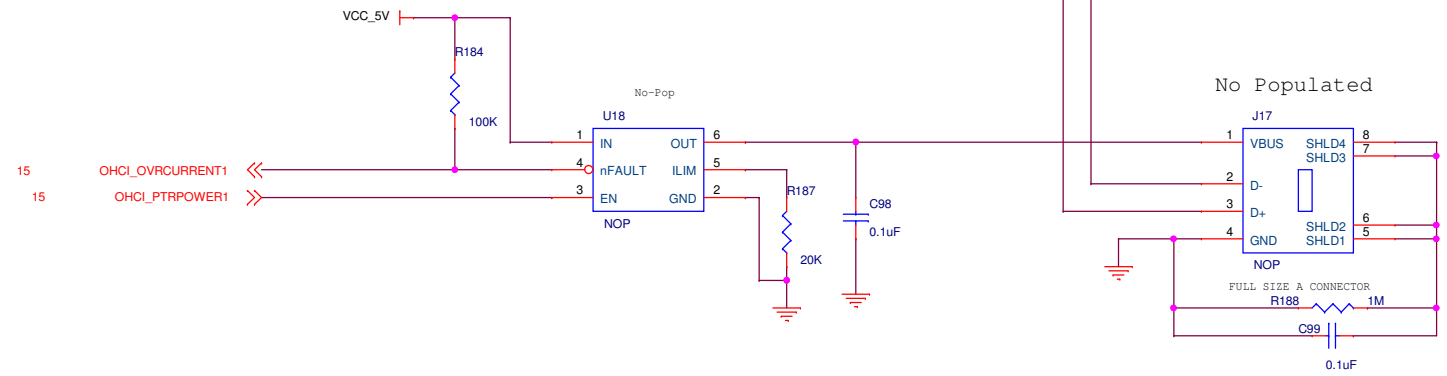 VCC_5V
R184
100K
No-Pop
U18
1 IN OUT 6
4 nFAULT ILIM 5
3 EN GND 2
NOP
15 OHCI_OVRCURRENT1
15 OHCI_PTRPOWER1
R187
20K
C98
0.1uF
No Populated
J17
1 VBUS SHLD4 8
SHLD3 7
2 D-
3 D+
SHLD2 6
4 GND SHLD1 5
NOP
FULL SIZE A CONNECTOR
R188 1M
C99
0.1uF